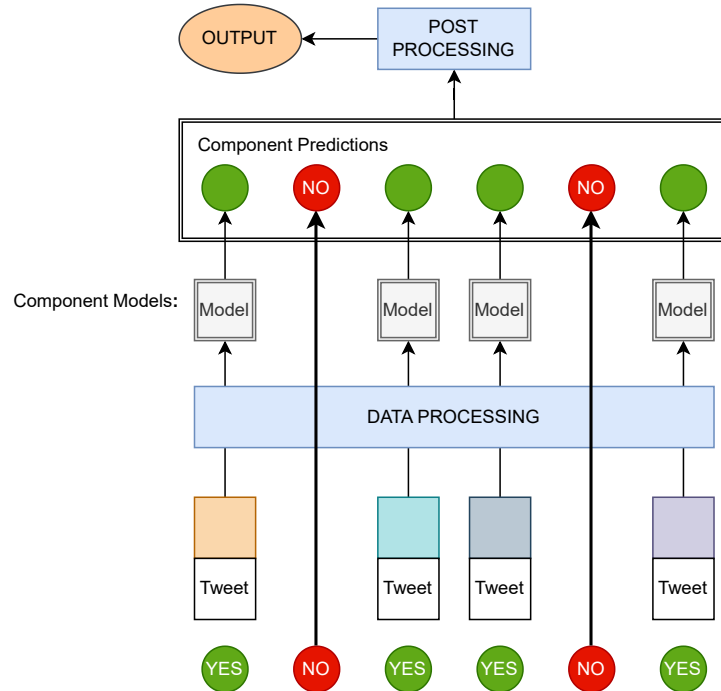 OUTPUT
POST
PROCESSING
Component Predictions
NO
NO
Component Models:
Model
Model
Model
Model
DATA PROCESSING
Tweet
Tweet
Tweet
Tweet
YES
NO
YES
YES
NO
YES